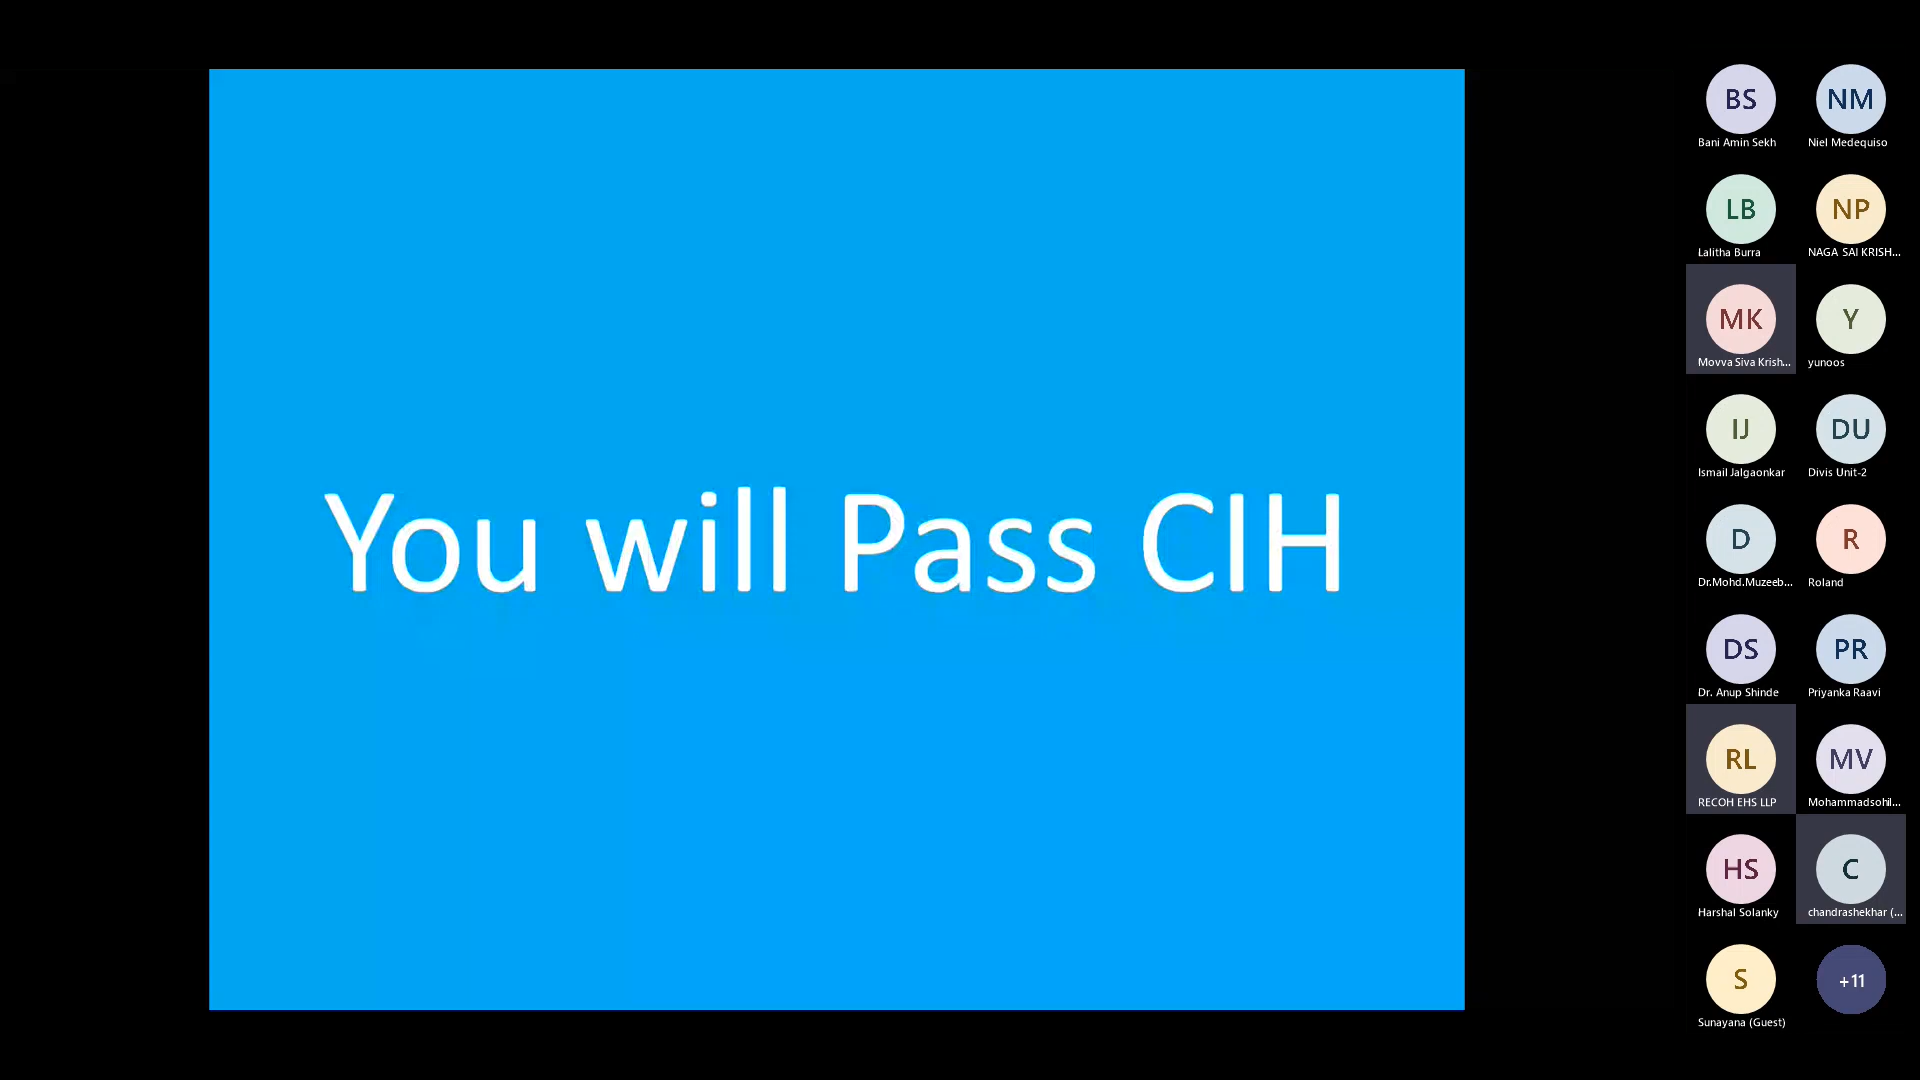 You will Pass CIH
BS
NM
Bani Amin Sekh
Niel Medequiso
LB
NP
Lalitha Burra
NAGA SAI KRISH...
MK
Y
Movva Siva Krish...
yunoos
IJ
DU
Ismail Jalgaonkar
Divis Unit-2
D
R
Dr.Mohd.Muzeeb...
Roland
DS
PR
Dr. Anup Shinde
Priyanka Raavi
RL
MV
RECOH EHS LLP
Mohammadsohil...
HS
C
Harshal Solanky
chandrashekhar (...
S
+11
Sunayana (Guest)